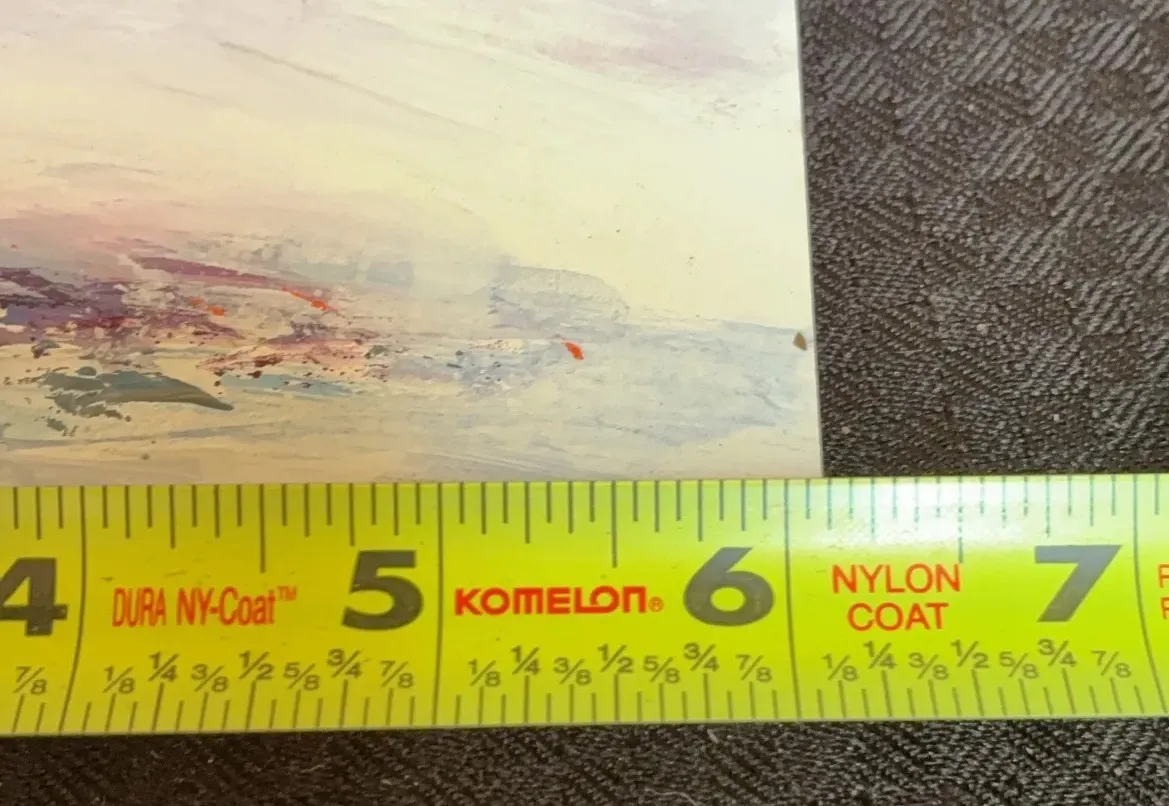 4 5 6 7
DURA NY-Coat™ KOMELON® NYLON
COAT
7/8 1/8 1/4 3/8 1/2 5/8 3/4 7/8 1/8 1/4 3/8 1/2 5/8 3/4 7/8 1/8 1/4 3/8 1/2 5/8 3/4 7/8